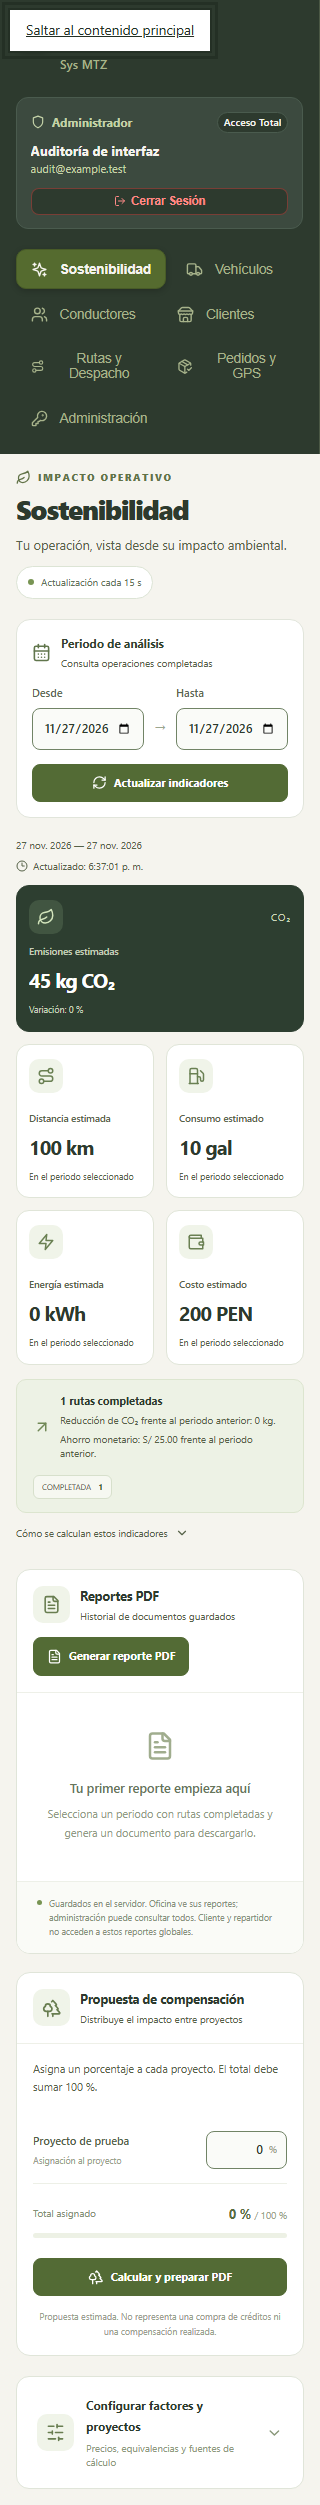 Saltar al contenido principal
Sys MTZ
Administrador
Acceso Total
Auditoría de interfaz
audit@example.test
Cerrar Sesión
Sostenibilidad
Vehículos
Conductores
Clientes
Rutas y
Despacho
Pedidos y
GPS
Administración
IMPACTO OPERATIVO
Sostenibilidad
Tu operación, vista desde su impacto ambiental.
Actualización cada 15 s
Periodo de análisis
Consulta operaciones completadas
Desde
Hasta
11/27/2026
→
11/27/2026
Actualizar indicadores
27 nov. 2026 — 27 nov. 2026
Actualizado: 6:37:01 p. m.
CO₂
Emisiones estimadas
45 kg CO₂
Variación: 0 %
Distancia estimada
100 km
En el periodo seleccionado
Consumo estimado
10 gal
En el periodo seleccionado
Energía estimada
0 kWh
En el periodo seleccionado
Costo estimado
200 PEN
En el periodo seleccionado
1 rutas completadas
Reducción de CO₂ frente al periodo anterior: 0 kg.
Ahorro monetario: S/ 25.00 frente al periodo
anterior.
COMPLETADA 1
Cómo se calculan estos indicadores
Reportes PDF
Historial de documentos guardados
Generar reporte PDF
Tu primer reporte empieza aquí
Selecciona un periodo con rutas completadas y
genera un documento para descargarlo.
Guardados en el servidor. Oficina ve sus reportes;
administración puede consultar todos. Cliente y repartidor
no acceden a estos reportes globales.
Propuesta de compensación
Distribuye el impacto entre proyectos
Asigna un porcentaje a cada proyecto. El total debe
sumar 100 %.
Proyecto de prueba
Asignación al proyecto
0 %
Total asignado
0 % / 100 %
Calcular y preparar PDF
Propuesta estimada. No representa una compra de créditos ni
una compensación realizada.
Configurar factores y
proyectos
Precios, equivalencias y fuentes de
cálculo